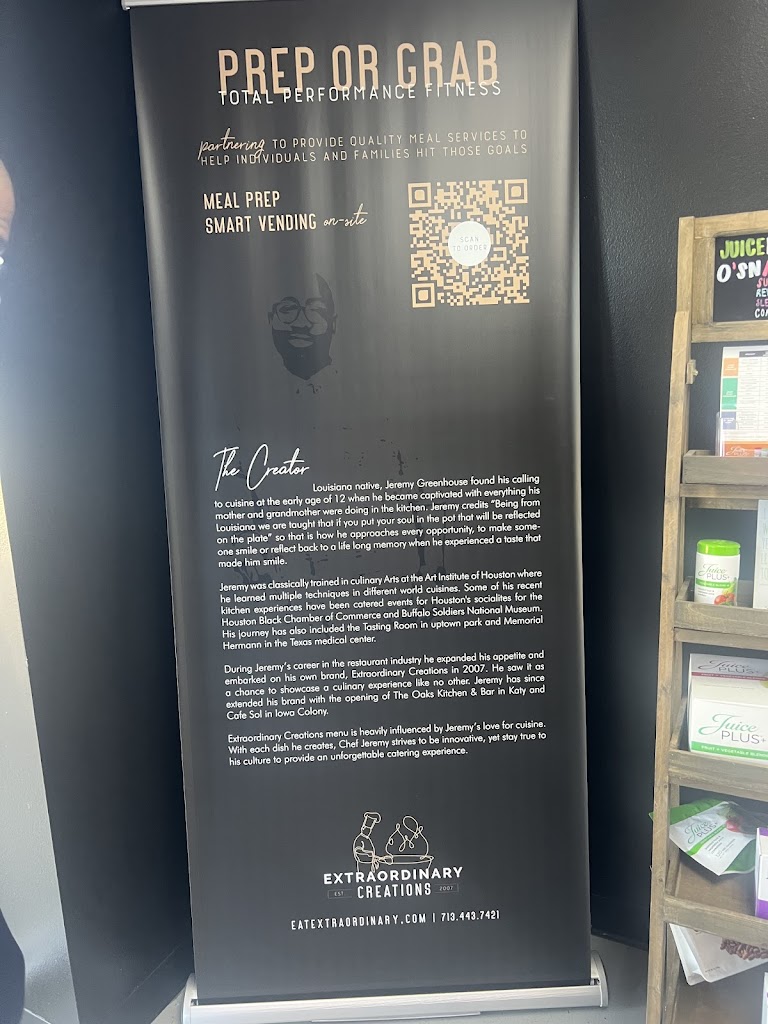 PREP OR GRAB
TOTAL PERFORMANCE FITNESS
partnering TO PROVIDE QUALITY MEAL SERVICES TO
HELP INDIVIDUALS AND FAMILIES HIT THOSE GOALS
MEAL PREP
SMART VENDING on-site
SCAN
TO ORDER
The Creator
Louisiana native, Jeremy Greenhouse found his calling
to cuisine at the early age of 12 when he became captivated with everything his
mother and grandmother were doing in the kitchen. Jeremy credits “Being from
Louisiana we are taught that if you put your soul in the pot that will be reflected
on the plate” so that is how he approaches every opportunity, to make some-
one smile or reflect back to a life long memory when he experienced a taste that
made him smile.
Jeremy was classically trained in culinary Arts at the Art Institute of Houston where
he learned multiple techniques in different world cuisines. Some of his recent
kitchen experiences have been catered events for Houston's socialites for the
Houston Black Chamber of Commerce and Buffalo Soldiers National Museum.
His journey has also included the Tasting Room in uptown park and Memorial
Hermann in the Texas medical center.
During Jeremy’s career in the restaurant industry he expanded his appetite and
embarked on his own brand, Extraordinary Creations in 2007. He saw it as
a chance to showcase a culinary experience like no other. Jeremy has since
extended his brand with the opening of The Oaks Kitchen & Bar in Katy and
Cafe Sol in Iowa Colony.
Extraordinary Creations menu is heavily influenced by Jeremy’s love for cuisine.
With each dish he creates, Chef Jeremy strives to be innovative, yet stay true to
his culture to provide an unforgettable catering experience.
EXTRAORDINARY
EST CREATIONS 2007
EATEXTRAORDINARY.COM | 713.443.7421
JUICE
O'SN
Juice
PLUS+
Juice
PLUS+
Juice
PLUS+
FRUIT + VEGETABLE
Juice
PLUS+